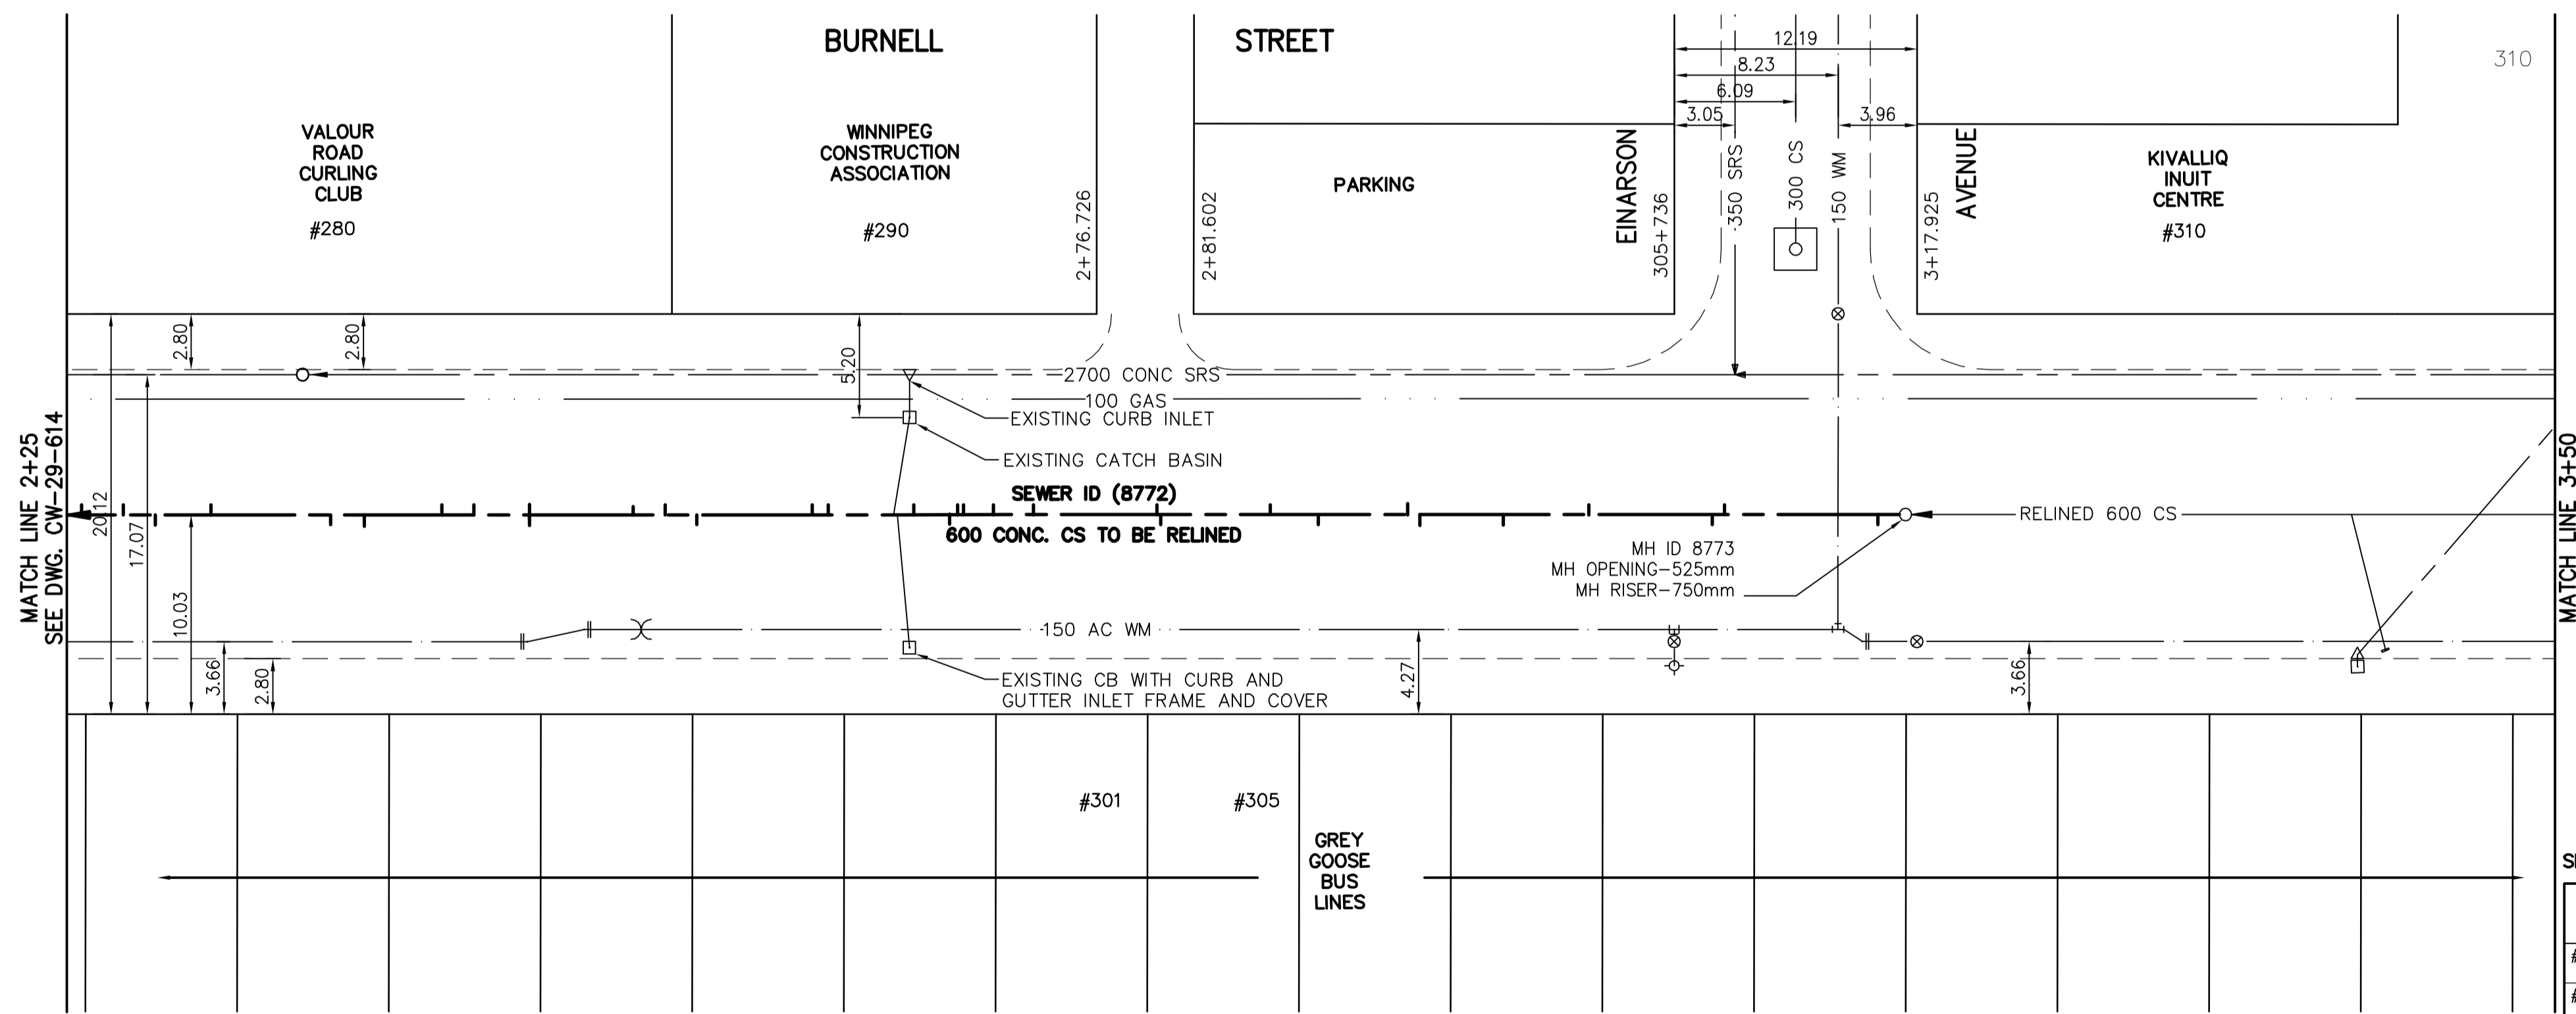 BURNELL STREET
12.19
8.23
6.09
3.05
3.96
310
VALOUR
ROAD
CURLING
CLUB
#280
WINNIPEG
CONSTRUCTION
ASSOCIATION
#290
2+76.726
2+81.602
PARKING
EINARSON
305+736
350 SRS
300 CS
150 WM
3+17.925
AVENUE
KIVALLIQ
INUIT
CENTRE
#310
2.80
2.80
5.20
2700 CONC SRS
100 GAS
EXISTING CURB INLET
EXISTING CATCH BASIN
MATCH LINE 2+25
SEE DWG. CW-29-614
20.12
17.07
10.03
3.66
2.80
SEWER ID (8772)
600 CONC. CS TO BE RELINED
RELINED 600 CS
MH ID 8773
MH OPENING-525mm
MH RISER-750mm
150 AC WM
EXISTING CB WITH CURB AND
GUTTER INLET FRAME AND COVER
4.27
3.66
MATCH LINE 3+50
#301
#305
GREY
GOOSE
BUS
LINES
#
#